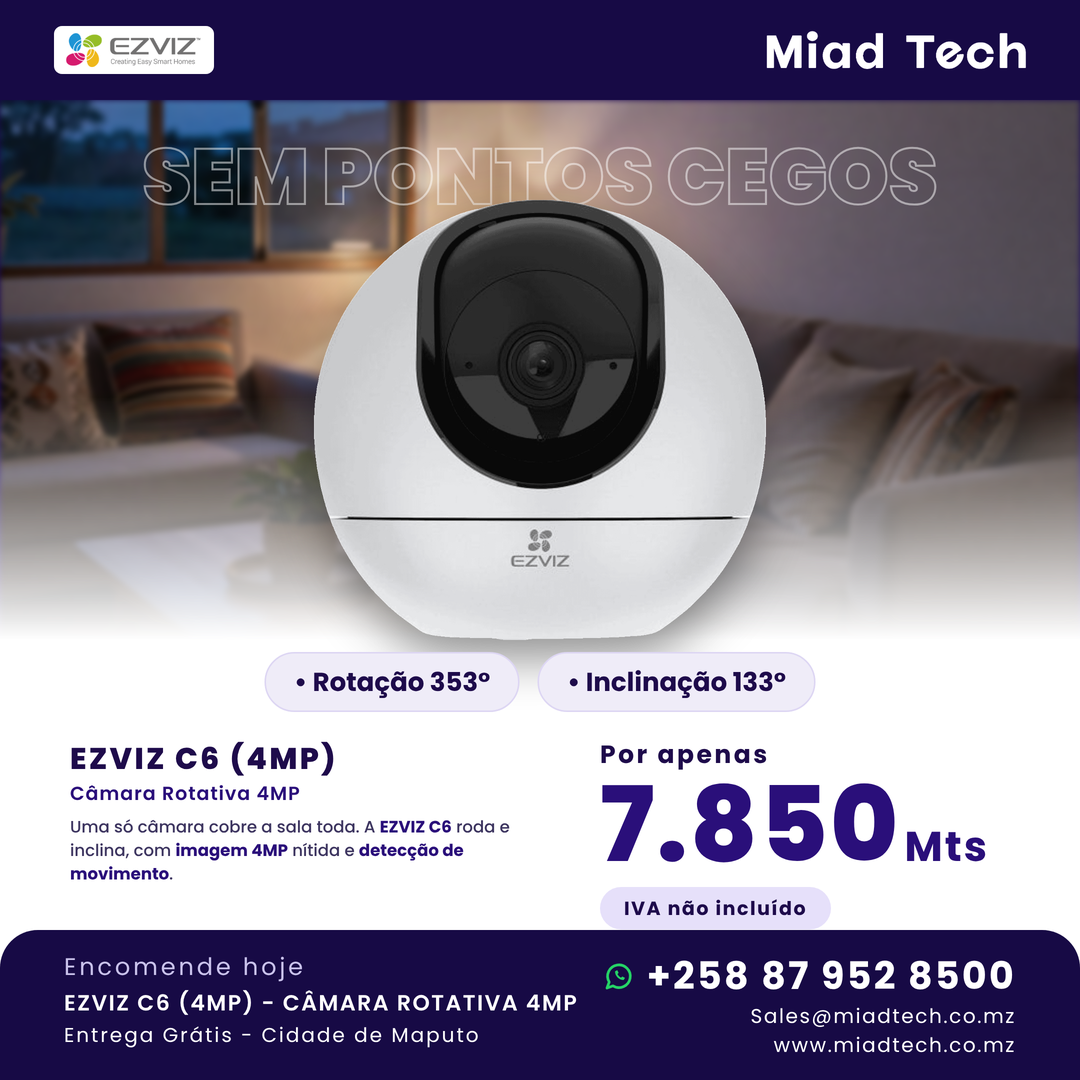 EZVIZ™
Creating Easy Smart Homes
Miad Tech
SEM PONTOS CEGOS
EZVIZ
• Rotação 353°
• Inclinação 133°
EZVIZ C6 (4MP)
Câmara Rotativa 4MP
Uma só câmara cobre a sala toda. A EZVIZ C6 roda e
inclina, com imagem 4MP nítida e detecção de
movimento.
Por apenas
7.850 Mts
IVA não incluído
Encomende hoje
EZVIZ C6 (4MP) - CÂMARA ROTATIVA 4MP
Entrega Grátis - Cidade de Maputo
+258 87 952 8500
Sales@miadtech.co.mz
www.miadtech.co.mz